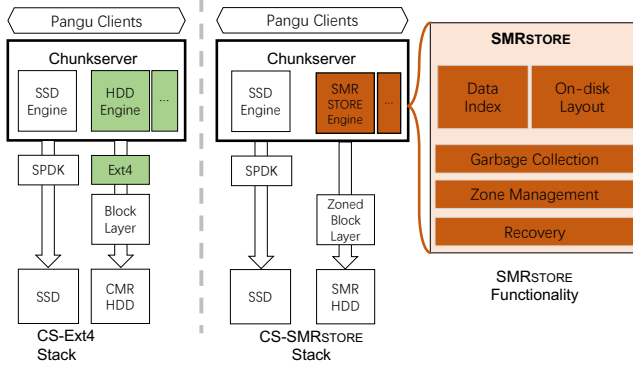 Pangu Clients
Chunkserver
SSD
Engine
HDD
Engine
...
SPDK
Ext4
Block
Layer
SSD
CMR
HDD
CS-Ext4
Stack
Pangu Clients
Chunkserver
SSD
Engine
SMR
STORE
Engine
...
SPDK
Zoned
Block
Layer
SSD
SMR
HDD
CS-SMRSTORE
Stack
SMRSTORE
Data
Index
On-disk
Layout
Garbage Collection
Zone Management
Recovery
SMRSTORE
Functionality